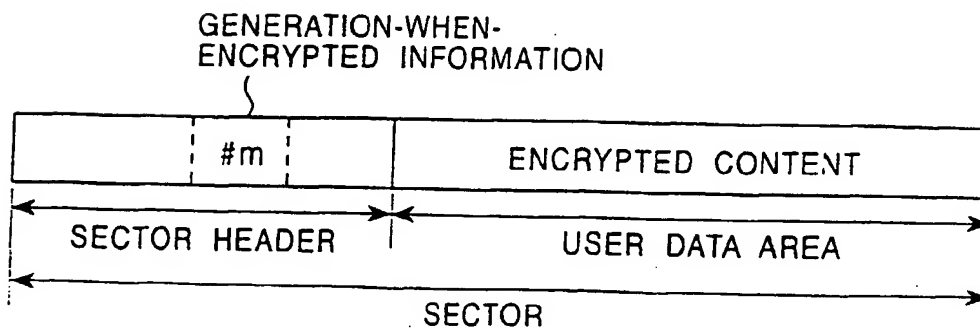 GENERATION-WHEN-
ENCRYPTED INFORMATION
#m
ENCRYPTED CONTENT
SECTOR HEADER
USER DATA AREA
SECTOR